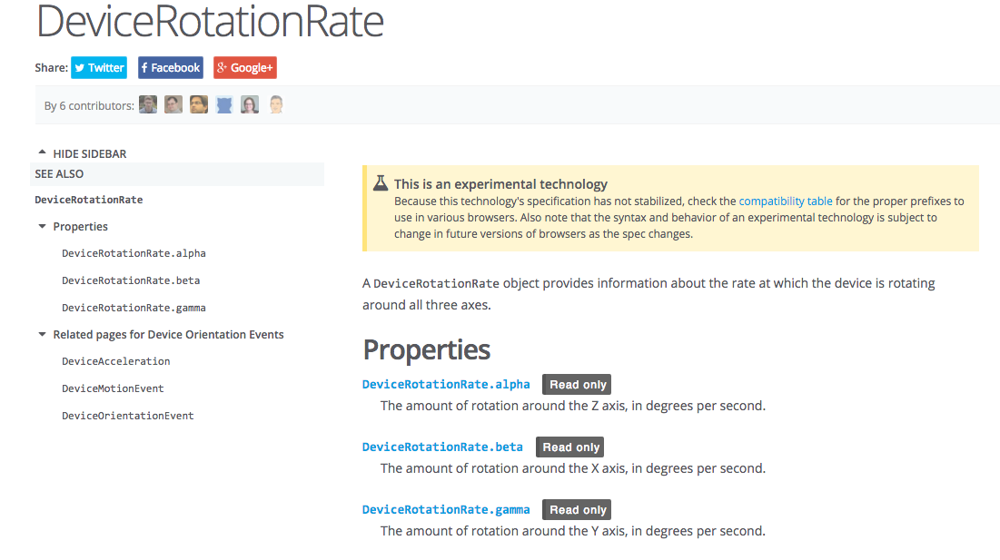 DeviceRotationRate
Share: Twitter Facebook Google+
By 6 contributors:
HIDE SIDEBAR
SEE ALSO
DeviceRotationRate
Properties
DeviceRotationRate.alpha
DeviceRotationRate.beta
DeviceRotationRate.gamma
Related pages for Device Orientation Events
DeviceAcceleration
DeviceMotionEvent
DeviceOrientationEvent
This is an experimental technology
Because this technology's specification has not stabilized, check the compatibility table for the proper prefixes to
use in various browsers. Also note that the syntax and behavior of an experimental technology is subject to
change in future versions of browsers as the spec changes.
A DeviceRotationRate object provides information about the rate at which the device is rotating
around all three axes.
Properties
DeviceRotationRate.alpha Read only
The amount of rotation around the Z axis, in degrees per second.
DeviceRotationRate.beta Read only
The amount of rotation around the X axis, in degrees per second.
DeviceRotationRate.gamma Read only
The amount of rotation around the Y axis, in degrees per second.